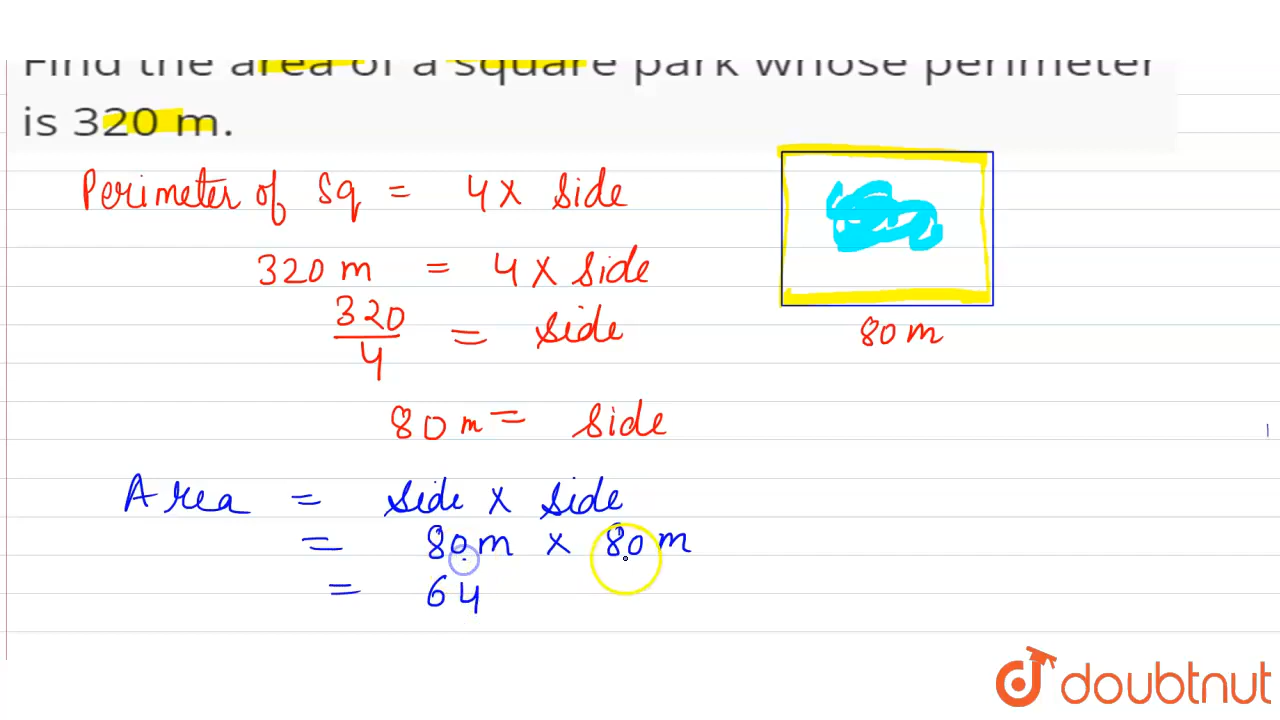 Find the area of a square park whose perimeter
is 320 m.
Perimeter of Sq = 4 x Side
320 m = 4 x Side
320
4
= Side
80 m = Side
80 m
Area = Side x Side
= 80 m x 80 m
= 64
doubtnut